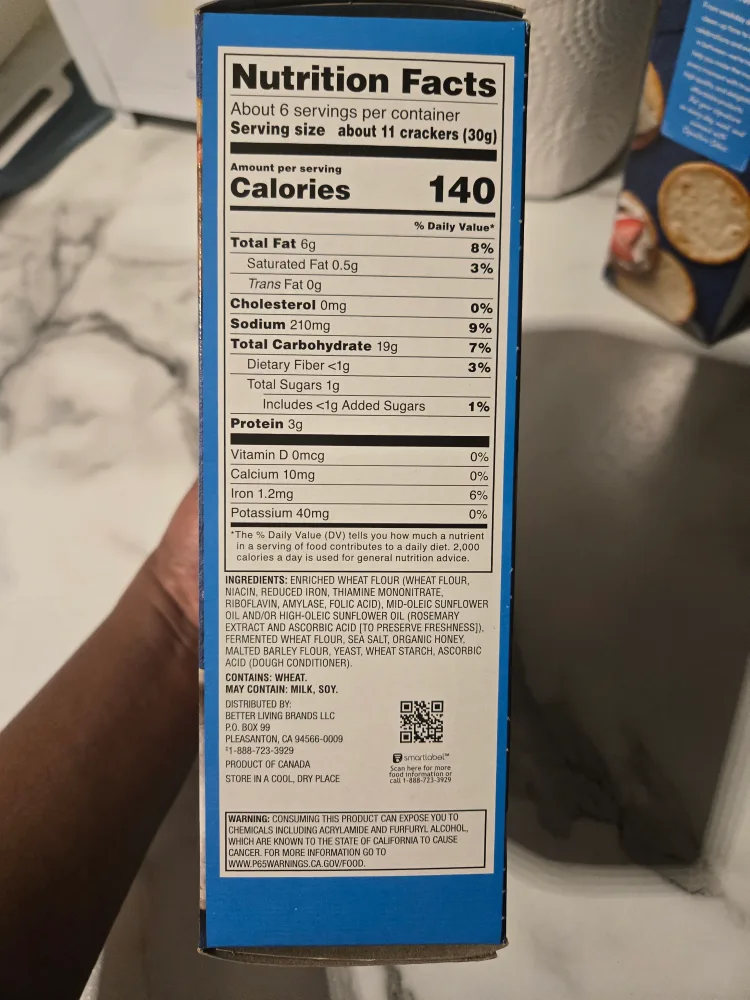 Nutrition Facts
About 6 servings per container
Serving size about 11 crackers (30g)
Amount per serving
Calories 140
% Daily Value*
Total Fat 6g 8%
Saturated Fat 0.5g 3%
Trans Fat 0g
Cholesterol 0mg 0%
Sodium 210mg 9%
Total Carbohydrate 19g 7%
Dietary Fiber <1g 3%
Total Sugars 1g
Includes <1g Added Sugars 1%
Protein 3g
Vitamin D 0mcg 0%
Calcium 10mg 0%
Iron 1.2mg 6%
Potassium 40mg 0%
*The % Daily Value (DV) tells you how much a nutrient
in a serving of food contributes to a daily diet. 2,000
calories a day is used for general nutrition advice.
INGREDIENTS: ENRICHED WHEAT FLOUR (WHEAT FLOUR,
NIACIN, REDUCED IRON, THIAMINE MONONITRATE,
RIBOFLAVIN, AMYLASE, FOLIC ACID), MID-OLEIC SUNFLOWER
OIL AND/OR HIGH-OLEIC SUNFLOWER OIL (ROSEMARY
EXTRACT AND ASCORBIC ACID [TO PRESERVE FRESHNESS]),
FERMENTED WHEAT FLOUR, SEA SALT, ORGANIC HONEY,
MALTED BARLEY FLOUR, YEAST, WHEAT STARCH, ASCORBIC
ACID (DOUGH CONDITIONER).
CONTAINS: WHEAT.
MAY CONTAIN: MILK, SOY.
DISTRIBUTED BY:
BETTER LIVING BRANDS LLC
P.O. BOX 99
PLEASANTON, CA 94566-0009
1-888-723-3929
PRODUCT OF CANADA
STORE IN A COOL, DRY PLACE
smartlabel™
Scan here for more
food information or
call 1-888-723-3929
WARNING: CONSUMING THIS PRODUCT CAN EXPOSE YOU TO
CHEMICALS INCLUDING ACRYLAMIDE AND FURFURYL ALCOHOL,
WHICH ARE KNOWN TO THE STATE OF CALIFORNIA TO CAUSE
CANCER. FOR MORE INFORMATION GO TO
WWW.P65WARNINGS.CA.GOV/FOOD.